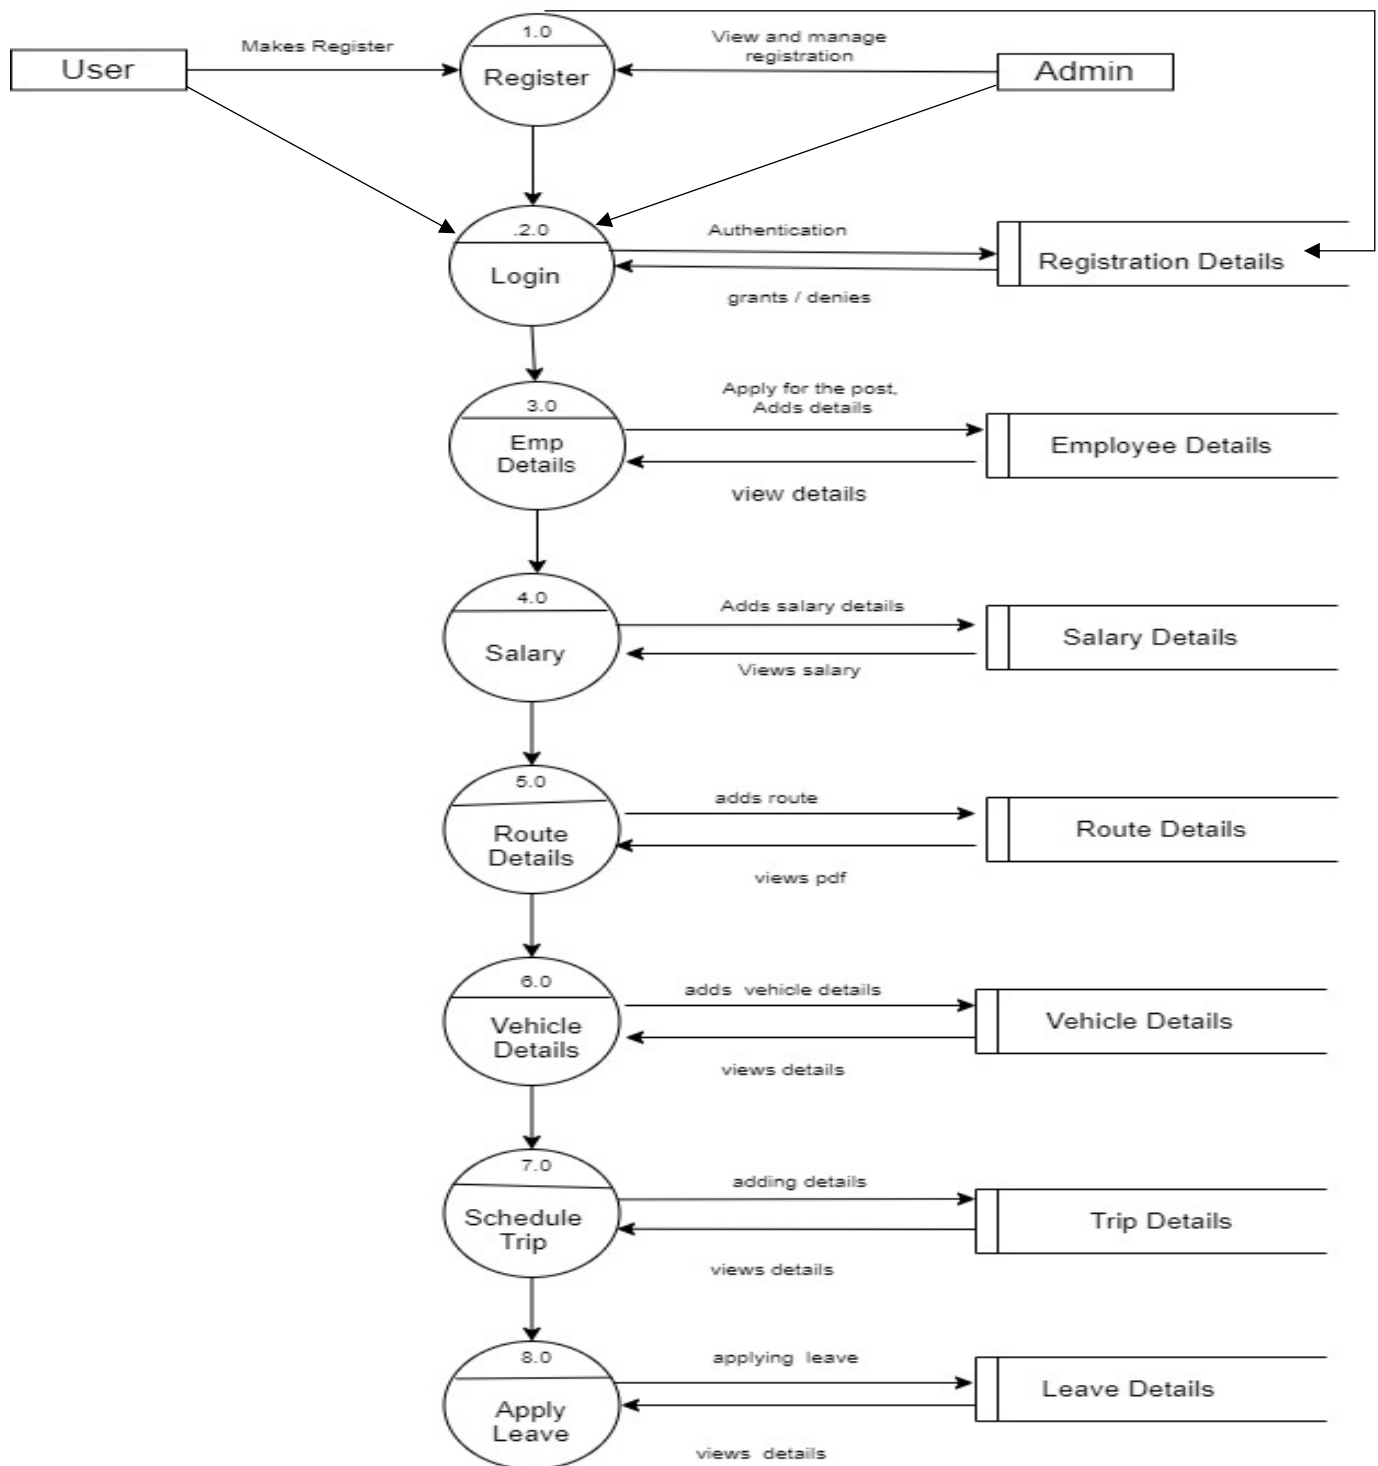 1.0
Makes Register
View and manage
registration
User
Register
Admin
.2.0
Authentication
Login
Registration Details
grants / denies
3.0
Apply for the post,
Adds details
Emp
Details
Employee Details
view details
4.0
Adds salary details
Salary
Salary Details
Views salary
5.0
adds route
Route
Details
Route Details
views pdf
6.0
adds vehicle details
Vehicle
Details
Vehicle Details
views details
7.0
adding details
Schedule
Trip
Trip Details
views details
8.0
applying leave
Apply
Leave
Leave Details
views details